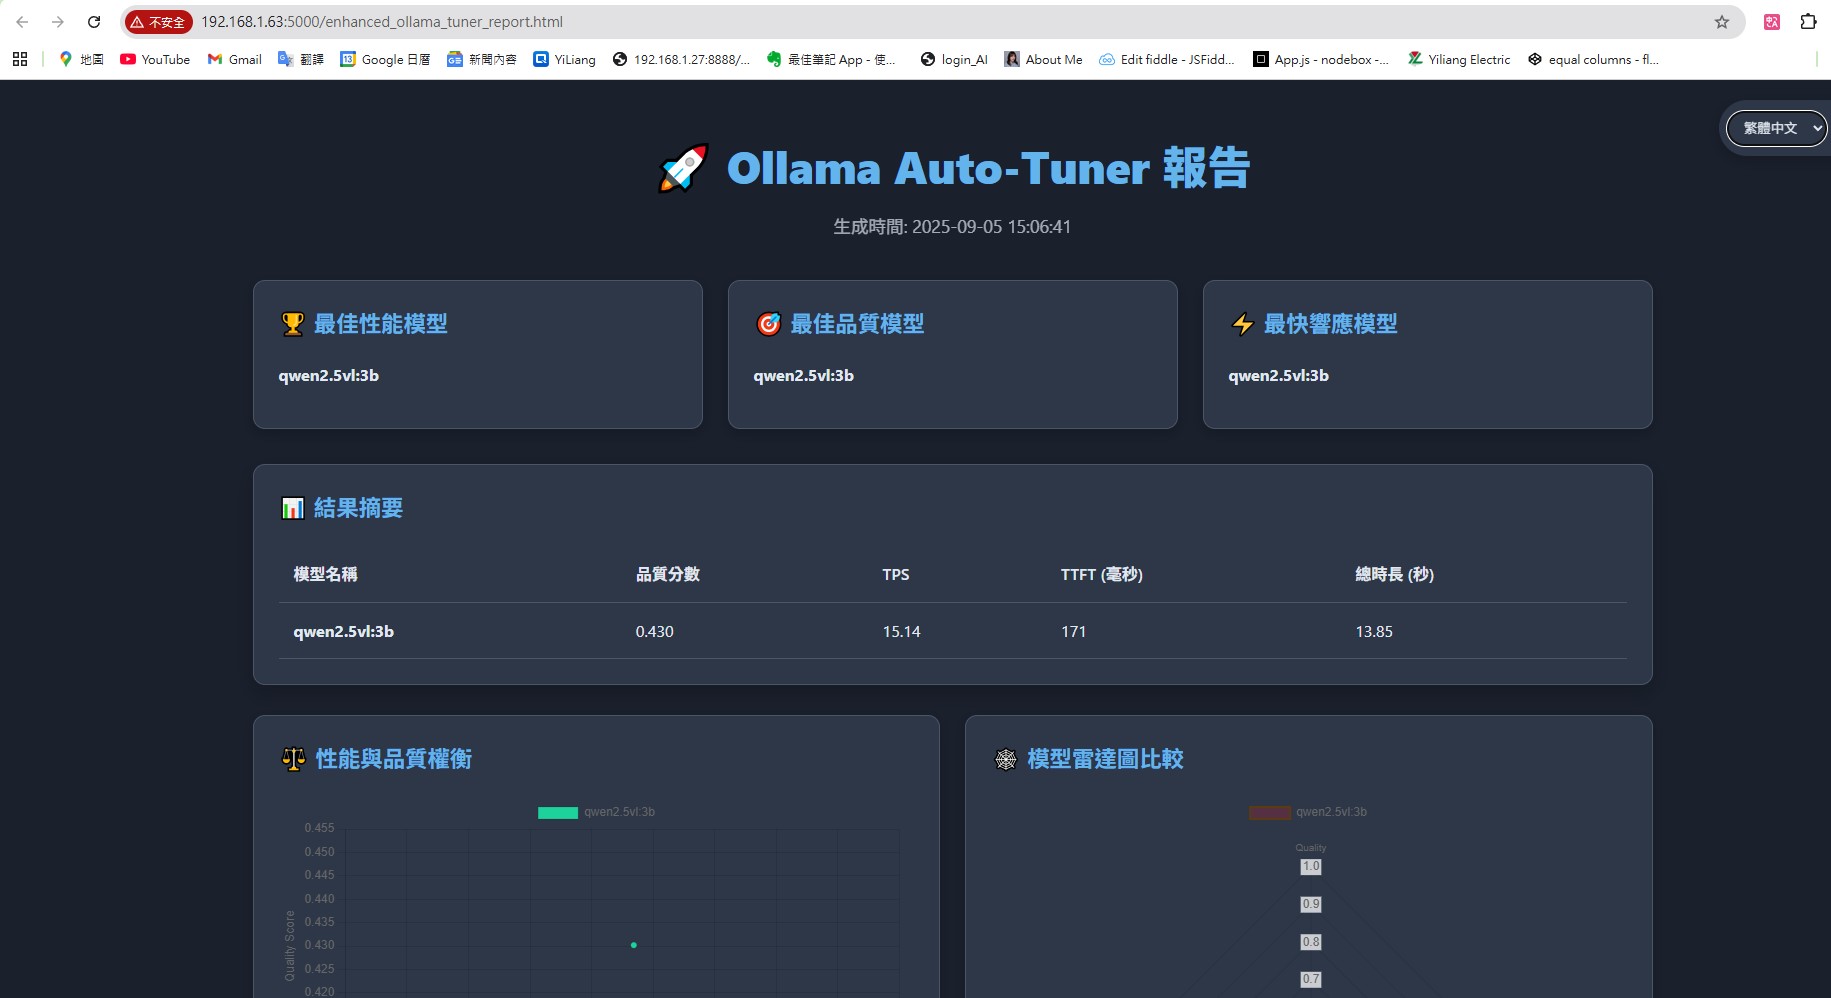 不安全 192.168.1.63:5000/enhanced_ollama_tuner_report.html
地圖 YouTube Gmail 翻譯 Google 日曆 新聞內容 YiLiang 192.168.1.27:8888/... 最佳筆記 App - 使... login_AI About Me Edit fiddle - JSFidd... App.js - nodebox -... Yiliang Electric equal columns - fl...
繁體中文
Ollama Auto-Tuner 報告
生成時間: 2025-09-05 15:06:41
最佳性能模型
qwen2.5vl:3b
最佳品質模型
qwen2.5vl:3b
最快響應模型
qwen2.5vl:3b
結果摘要
模型名稱 品質分數 TPS TTFT (毫秒) 總時長 (秒)
qwen2.5vl:3b 0.430 15.14 171 13.85
性能與品質權衡
qwen2.5vl:3b
0.455
0.450
0.445
0.440
0.435
0.430
0.425
0.420
Quality Score
模型雷達圖比較
qwen2.5vl:3b
Quality
1.0
0.9
0.8
0.7